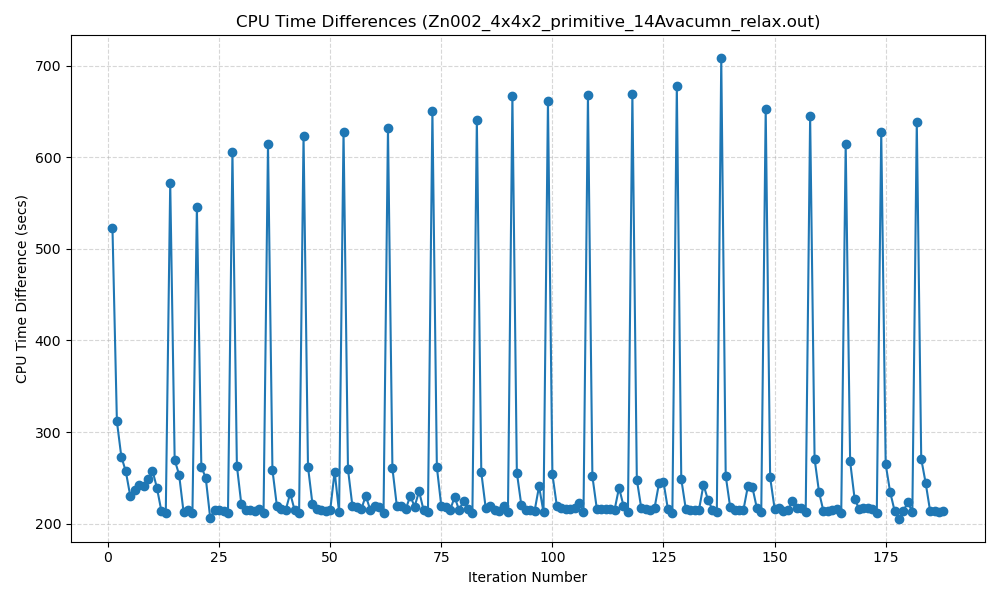 CPU Time Differences (Zn002_4x4x2_primitive_14Avacumn_relax.out)
CPU Time Difference (secs)
700
600
500
400
300
200
0 25 50 75 100 125 150 175
Iteration Number